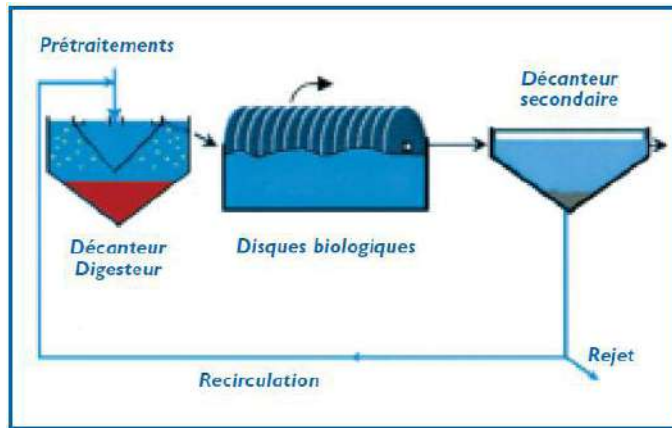 Prétraitements
Décanteur
secondaire
Décanteur
Digesteur
Disques biologiques
Rejet
Recirculation